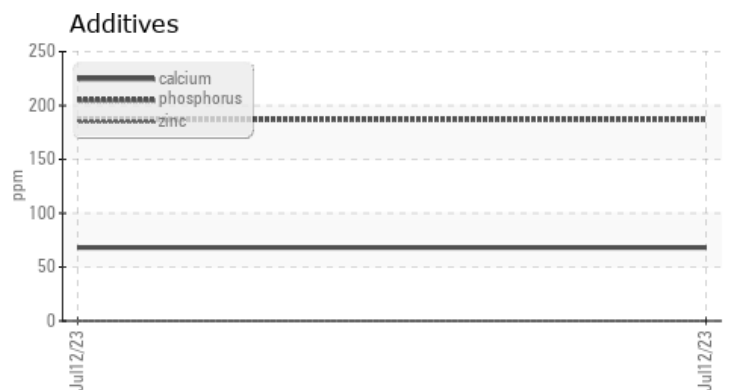 Additives
250
calcium
phosphorus
200
zinc
150
ppm
100
50
0
Jul12/23
Jul12/23